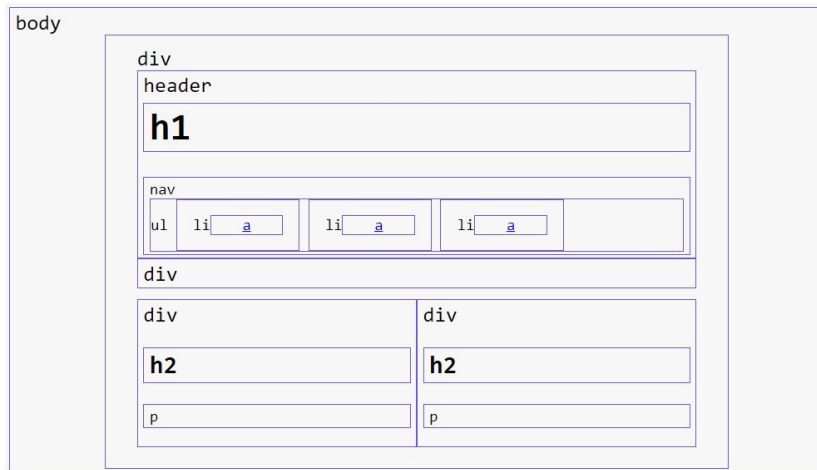 body
div
header
h1
nav
ul li a li a li a
div
div div
h2 h2
p p